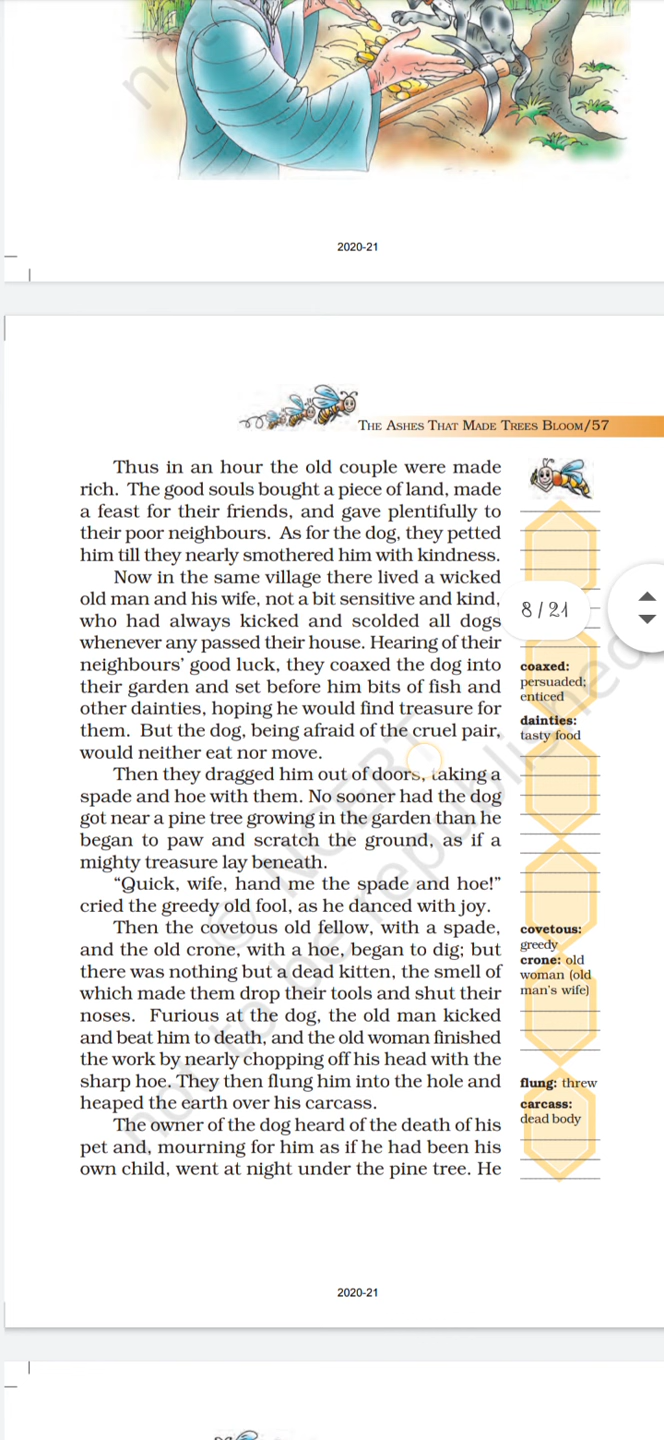 2020-21
THE ASHES THAT MADE TREES BLOOM/57
Thus in an hour the old couple were made
rich. The good souls bought a piece of land, made
a feast for their friends, and gave plentifully to
their poor neighbours. As for the dog, they petted
him till they nearly smothered him with kindness.
Now in the same village there lived a wicked
old man and his wife, not a bit sensitive and kind,
who had always kicked and scolded all dogs
whenever any passed their house. Hearing of their
neighbours' good luck, they coaxed the dog into
their garden and set before him bits of fish and
other dainties, hoping he would find treasure for
them. But the dog, being afraid of the cruel pair,
would neither eat nor move.
Then they dragged him out of doors, taking a
spade and hoe with them. No sooner had the dog
got near a pine tree growing in the garden than he
began to paw and scratch the ground, as if a
mighty treasure lay beneath.
“Quick, wife, hand me the spade and hoe!”
cried the greedy old fool, as he danced with joy.
Then the covetous old fellow, with a spade,
and the old crone, with a hoe, began to dig; but
there was nothing but a dead kitten, the smell of
which made them drop their tools and shut their
noses. Furious at the dog, the old man kicked
and beat him to death, and the old woman finished
the work by nearly chopping off his head with the
sharp hoe. They then flung him into the hole and
heaped the earth over his carcass.
The owner of the dog heard of the death of his
pet and, mourning for him as if he had been his
own child, went at night under the pine tree. He
8/21
coaxed:
persuaded;
enticed
dainties:
tasty food
covetous:
greedy
crone: old
woman (old
man's wife)
flung: threw
carcass:
dead body
© NCERT
not to be republished
2020-21